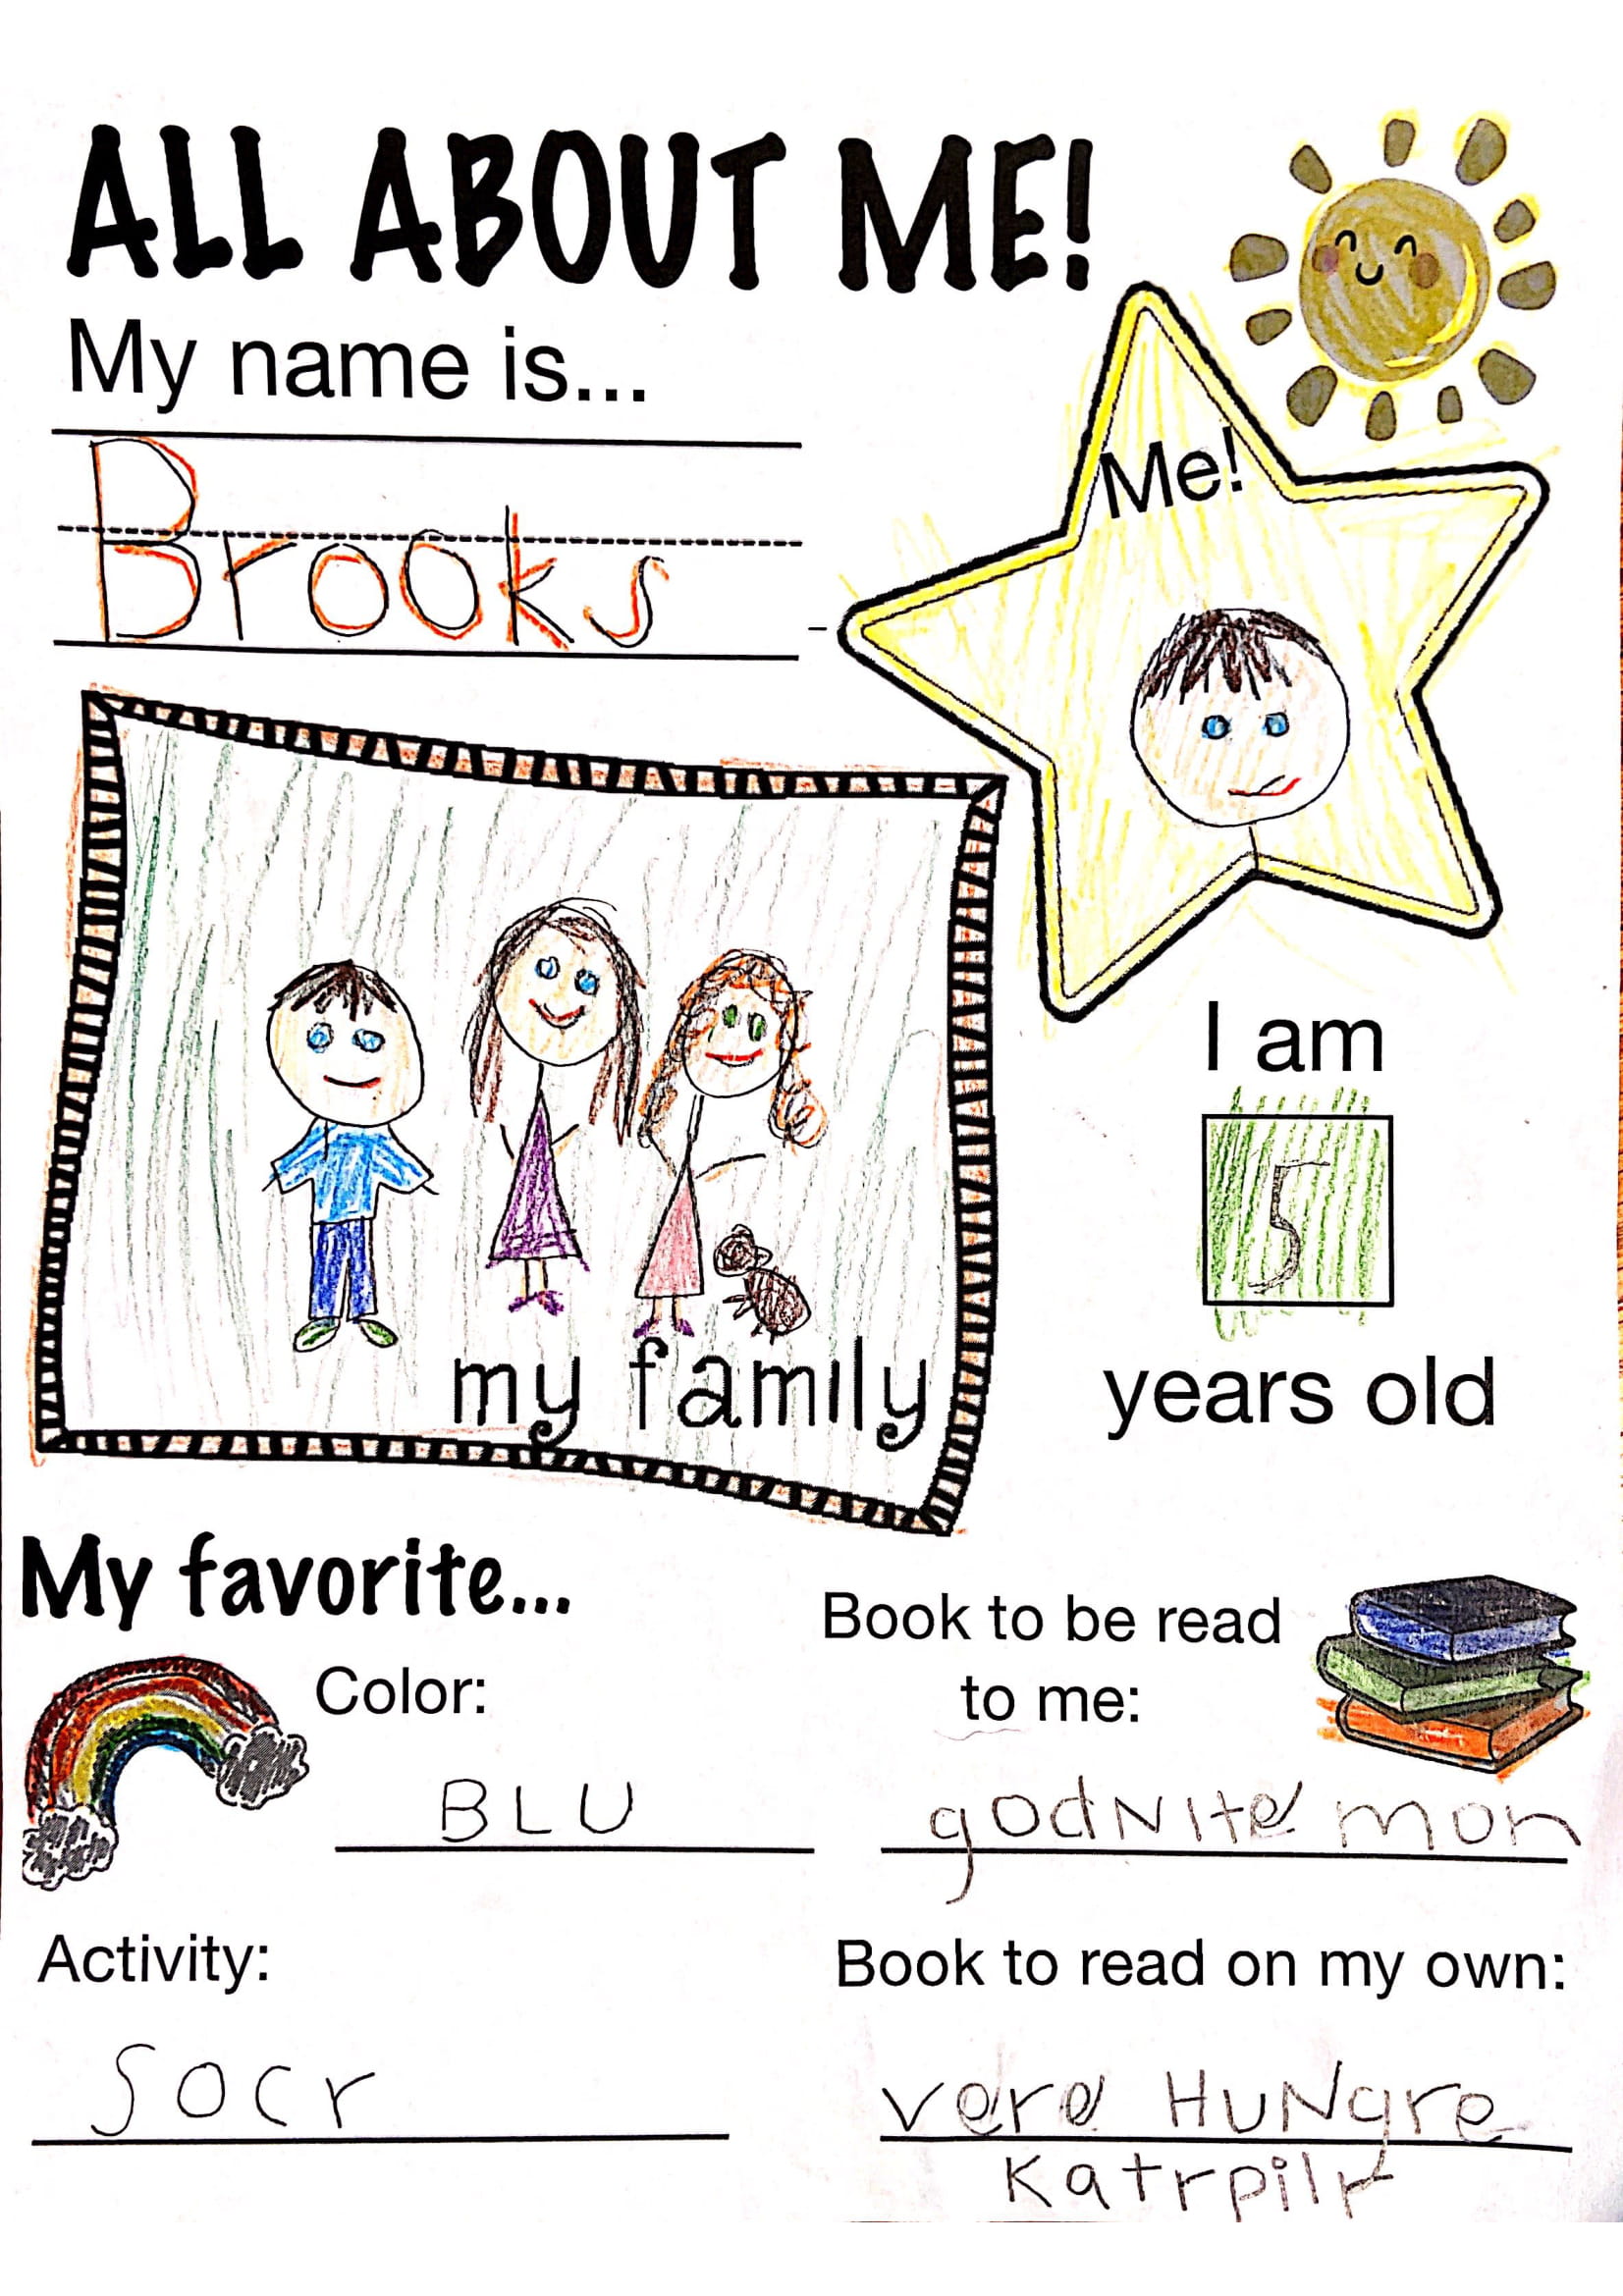 ALL ABOUT ME!
My name is...
Brooks
Me!
my family
I am
5
years old
My favorite...
Color:
BLU
Book to be read
to me:
godNite mon
Activity:
Socr
Book to read on my own:
vere HuNgre
Katrpilr